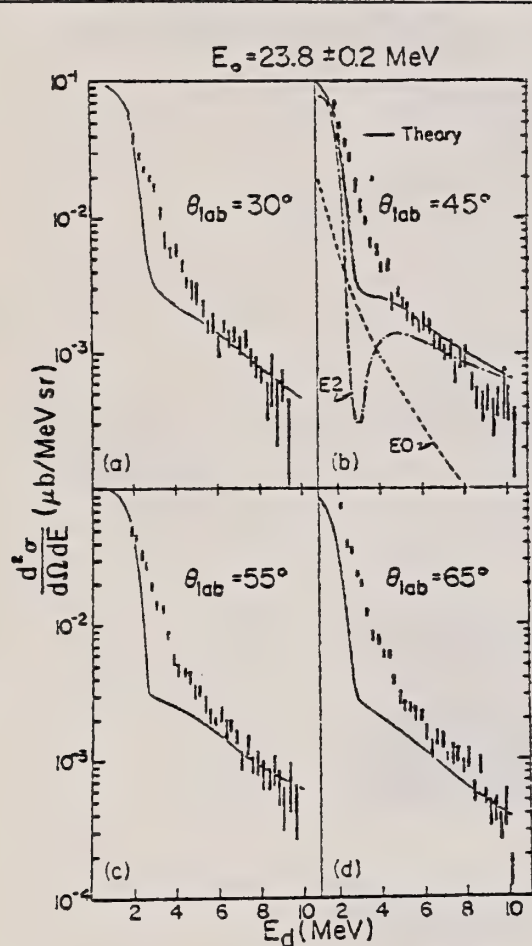 E₀ = 23.8 ± 0.2 MeV
10⁻¹
10⁻²
10⁻³
θlab = 30°
(a)
— Theory
θlab = 45°
E2
E0
(b)
d²σ/dΩdE (μb/MeV sr)
10⁻²
10⁻³
10⁻⁴
θlab = 55°
(c)
θlab = 65°
(d)
2 4 6 8 10 2 4 6 8 10
E_d (MeV)